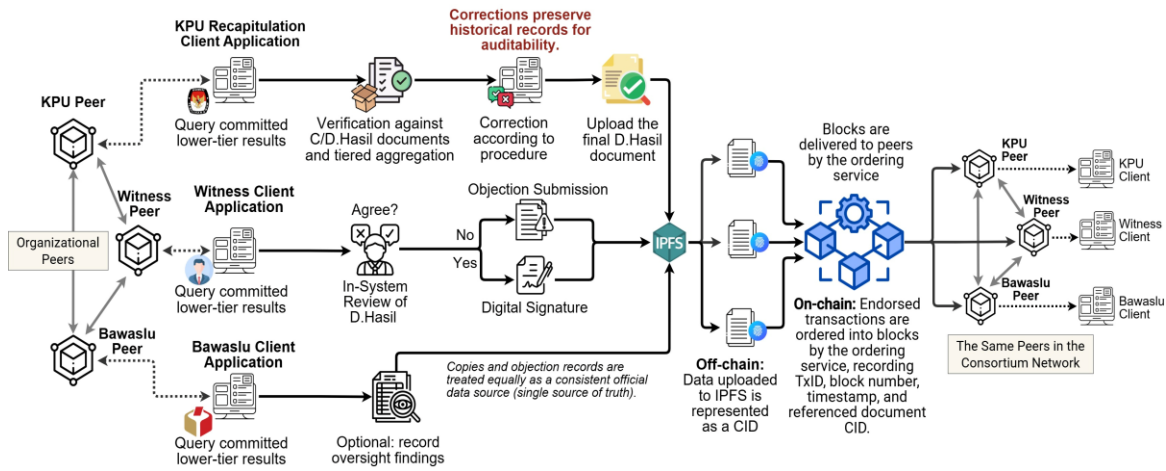 KPU Recapitulation
Client Application
Corrections preserve
historical records for
auditability.
KPU Peer
Query committed
lower-tier results
Verification against
C/D.Hasil documents
and tiered aggregation
Correction
according to
procedure
Upload the
final D.Hasil
document
Witness
Peer
Organizational
Peers
Witness Client
Application
Query committed
lower-tier results
Agree?
No
Yes
In-System
Review of
D.Hasil
Objection Submission
Digital Signature
IPFS
Bawaslu
Peer
Bawaslu Client
Application
Query committed
lower-tier results
Copies and objection records are
treated equally as a consistent official
data source (single source of truth).
Optional: record
oversight findings
Off-chain:
Data uploaded
to IPFS is
represented
as a CID
Blocks are
delivered to peers
by the ordering
service
On-chain: Endorsed
transactions are
ordered into blocks
by the ordering
service, recording
TxID, block number,
timestamp, and
referenced document
CID.
KPU
Peer
KPU
Client
Witness
Peer
Witness
Client
Bawaslu
Peer
Bawaslu
Client
The Same Peers in the
Consortium Network